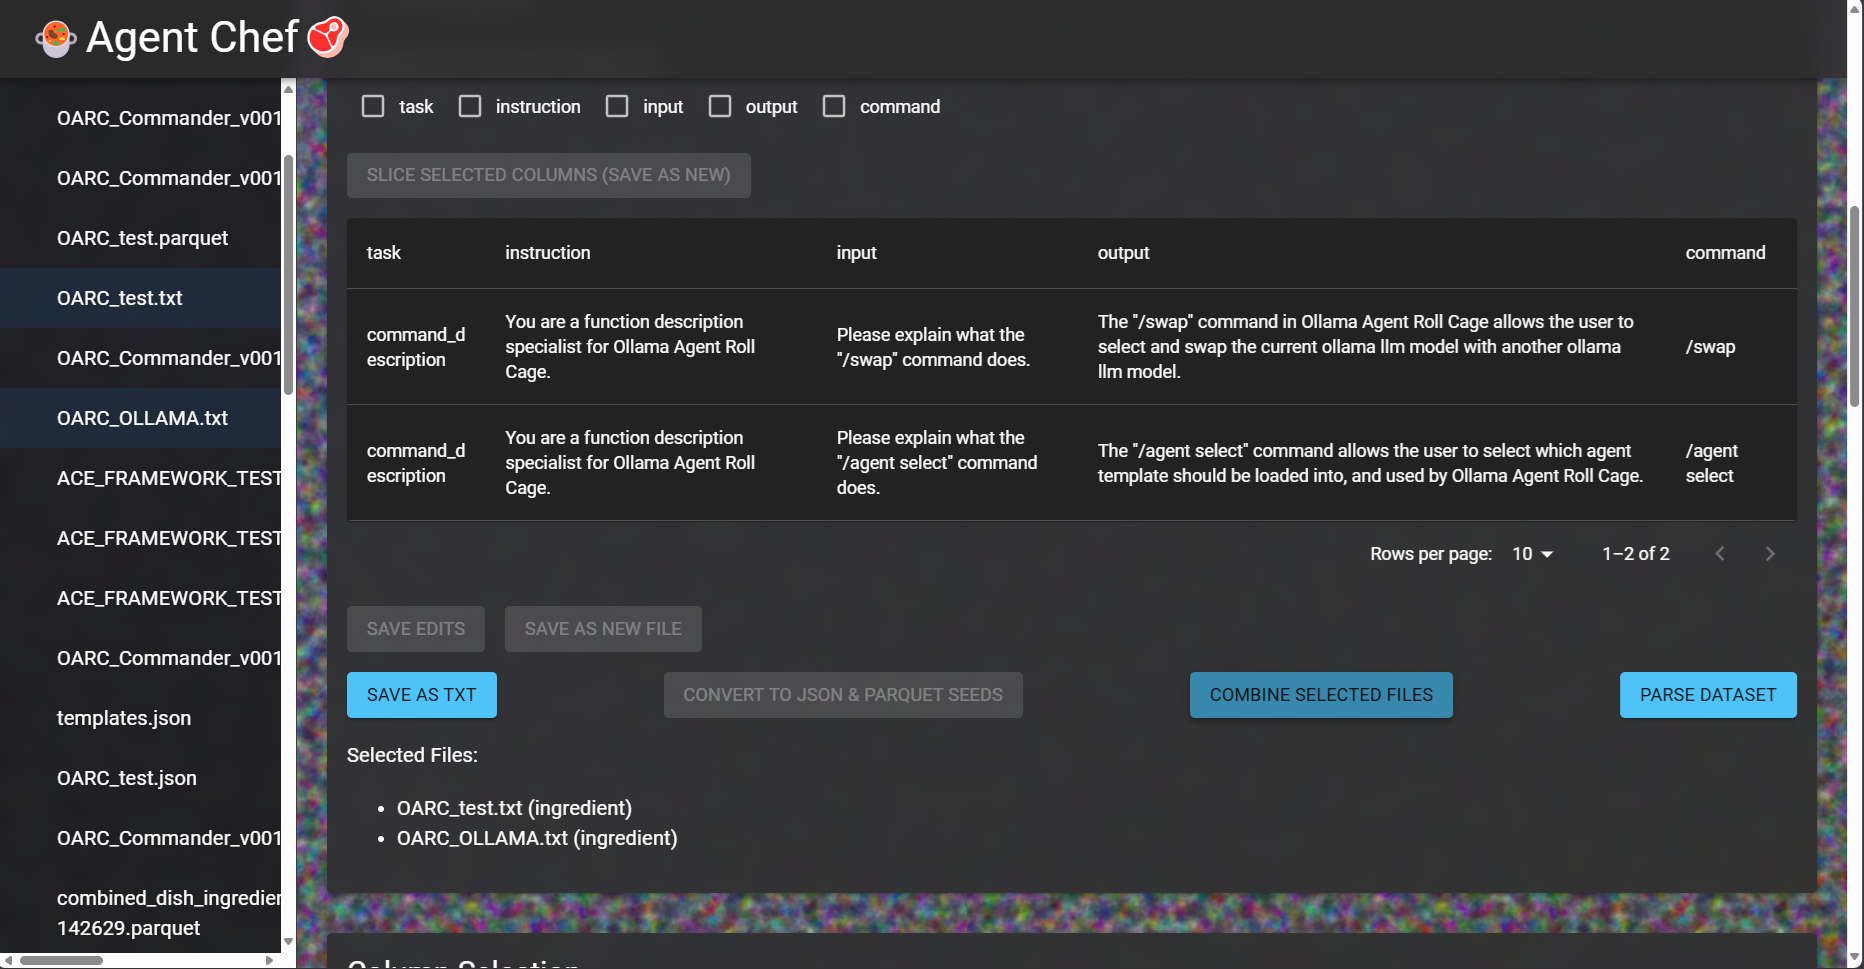 Agent Chef
OARC_Commander_v001
OARC_Commander_v001
OARC_test.parquet
OARC_test.txt
OARC_Commander_v001
OARC_OLLAMA.txt
ACE_FRAMEWORK_TEST
ACE_FRAMEWORK_TEST
ACE_FRAMEWORK_TEST
OARC_Commander_v001
templates.json
OARC_test.json
OARC_Commander_v001
combined_dish_ingredier
142629.parquet
task instruction input output command
SLICE SELECTED COLUMNS (SAVE AS NEW)
task instruction input output command
command_d
escription
You are a function description
specialist for Ollama Agent Roll
Cage.
Please explain what the
"/swap" command does.
The "/swap" command in Ollama Agent Roll Cage allows the user to
select and swap the current ollama llm model with another ollama
llm model.
/swap
command_d
escription
You are a function description
specialist for Ollama Agent Roll
Cage.
Please explain what the
"/agent select" command
does.
The "/agent select" command allows the user to select which agent
template should be loaded into, and used by Ollama Agent Roll Cage.
/agent
select
Rows per page: 10 1–2 of 2
SAVE EDITS SAVE AS NEW FILE
SAVE AS TXT CONVERT TO JSON & PARQUET SEEDS COMBINE SELECTED FILES PARSE DATASET
Selected Files:
• OARC_test.txt (ingredient)
• OARC_OLLAMA.txt (ingredient)
Column Selection